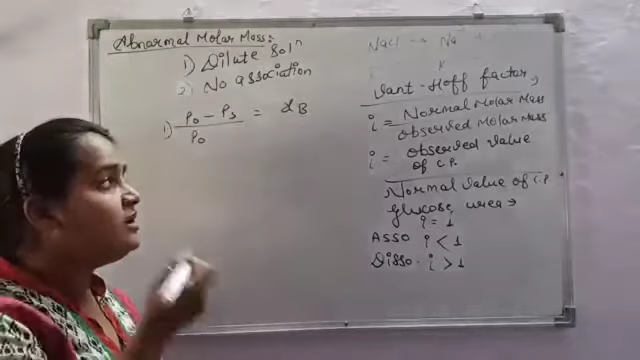 Abnormal Molar Mass:
1) Dilute Solⁿ
2) No association
1) P₀ - Pₛ / P₀ = xB
NaCl → Na⁺ +
Vant-Hoff factor,
i = Normal Molar Mass
observed Molar Mass
i = observed value
of C.P.
Normal value of C.P.
glucose, urea →
i = 1
Asso i < 1
Disso. i > 1